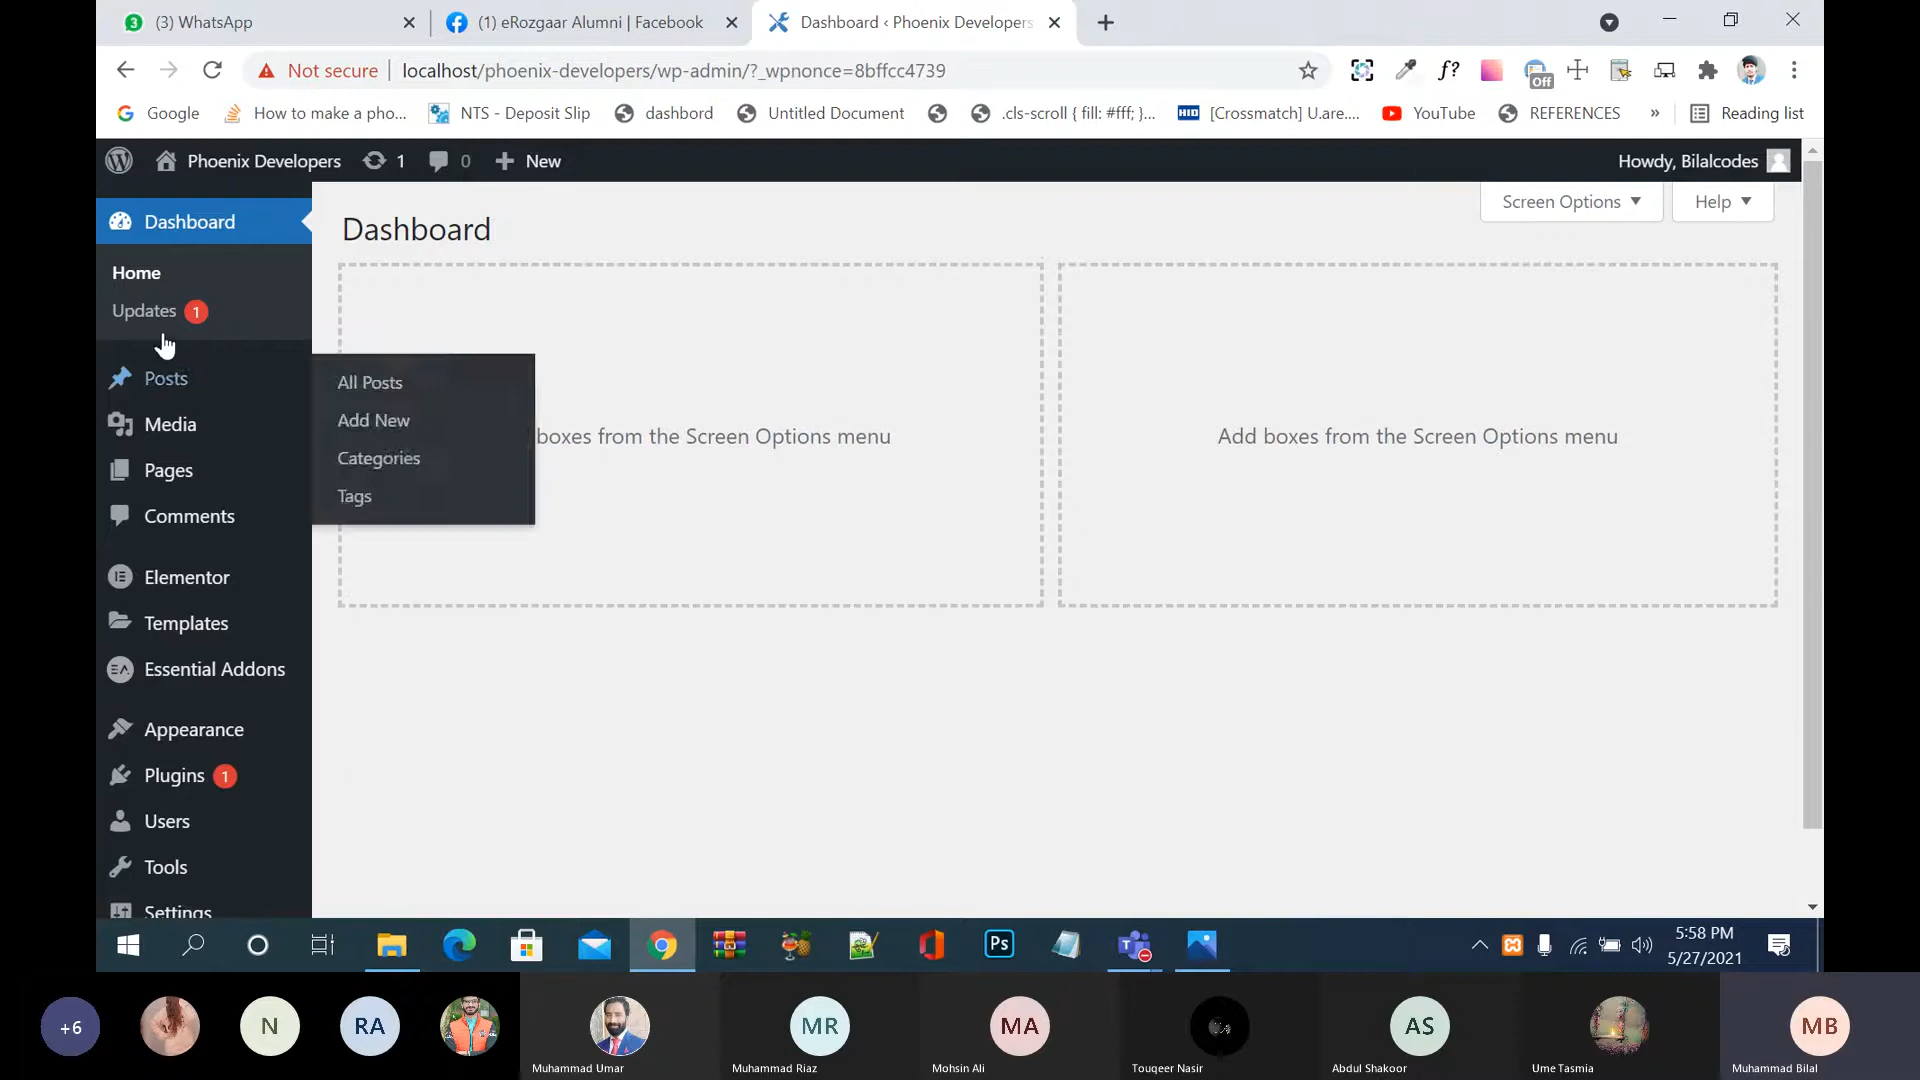 (3) WhatsApp
(1) eRozgaar Alumni | Facebook
Dashboard ‹ Phoenix Developers
Not secure
localhost/phoenix-developers/wp-admin/?_wpnonce=8bffcc4739
f?
Off
Google
How to make a pho...
NTS - Deposit Slip
dashbord
Untitled Document
.cls-scroll { fill: #fff; }...
HID
[Crossmatch] U.are....
YouTube
REFERENCES
»
Reading list
Phoenix Developers
1
0
New
Howdy, Bilalcodes
Dashboard
Screen Options
Help
Dashboard
Home
Updates 1
Posts
All Posts
Add New
Categories
Tags
boxes from the Screen Options menu
Add boxes from the Screen Options menu
Media
Pages
Comments
Elementor
Templates
EA
Essential Addons
Appearance
Plugins 1
Users
Tools
Settings
Ps
5:58 PM
5/27/2021
+6
N
RA
Muhammad Umar
MR
Muhammad Riaz
MA
Mohsin Ali
Touqeer Nasir
AS
Abdul Shakoor
Ume Tasmia
MB
Muhammad Bilal